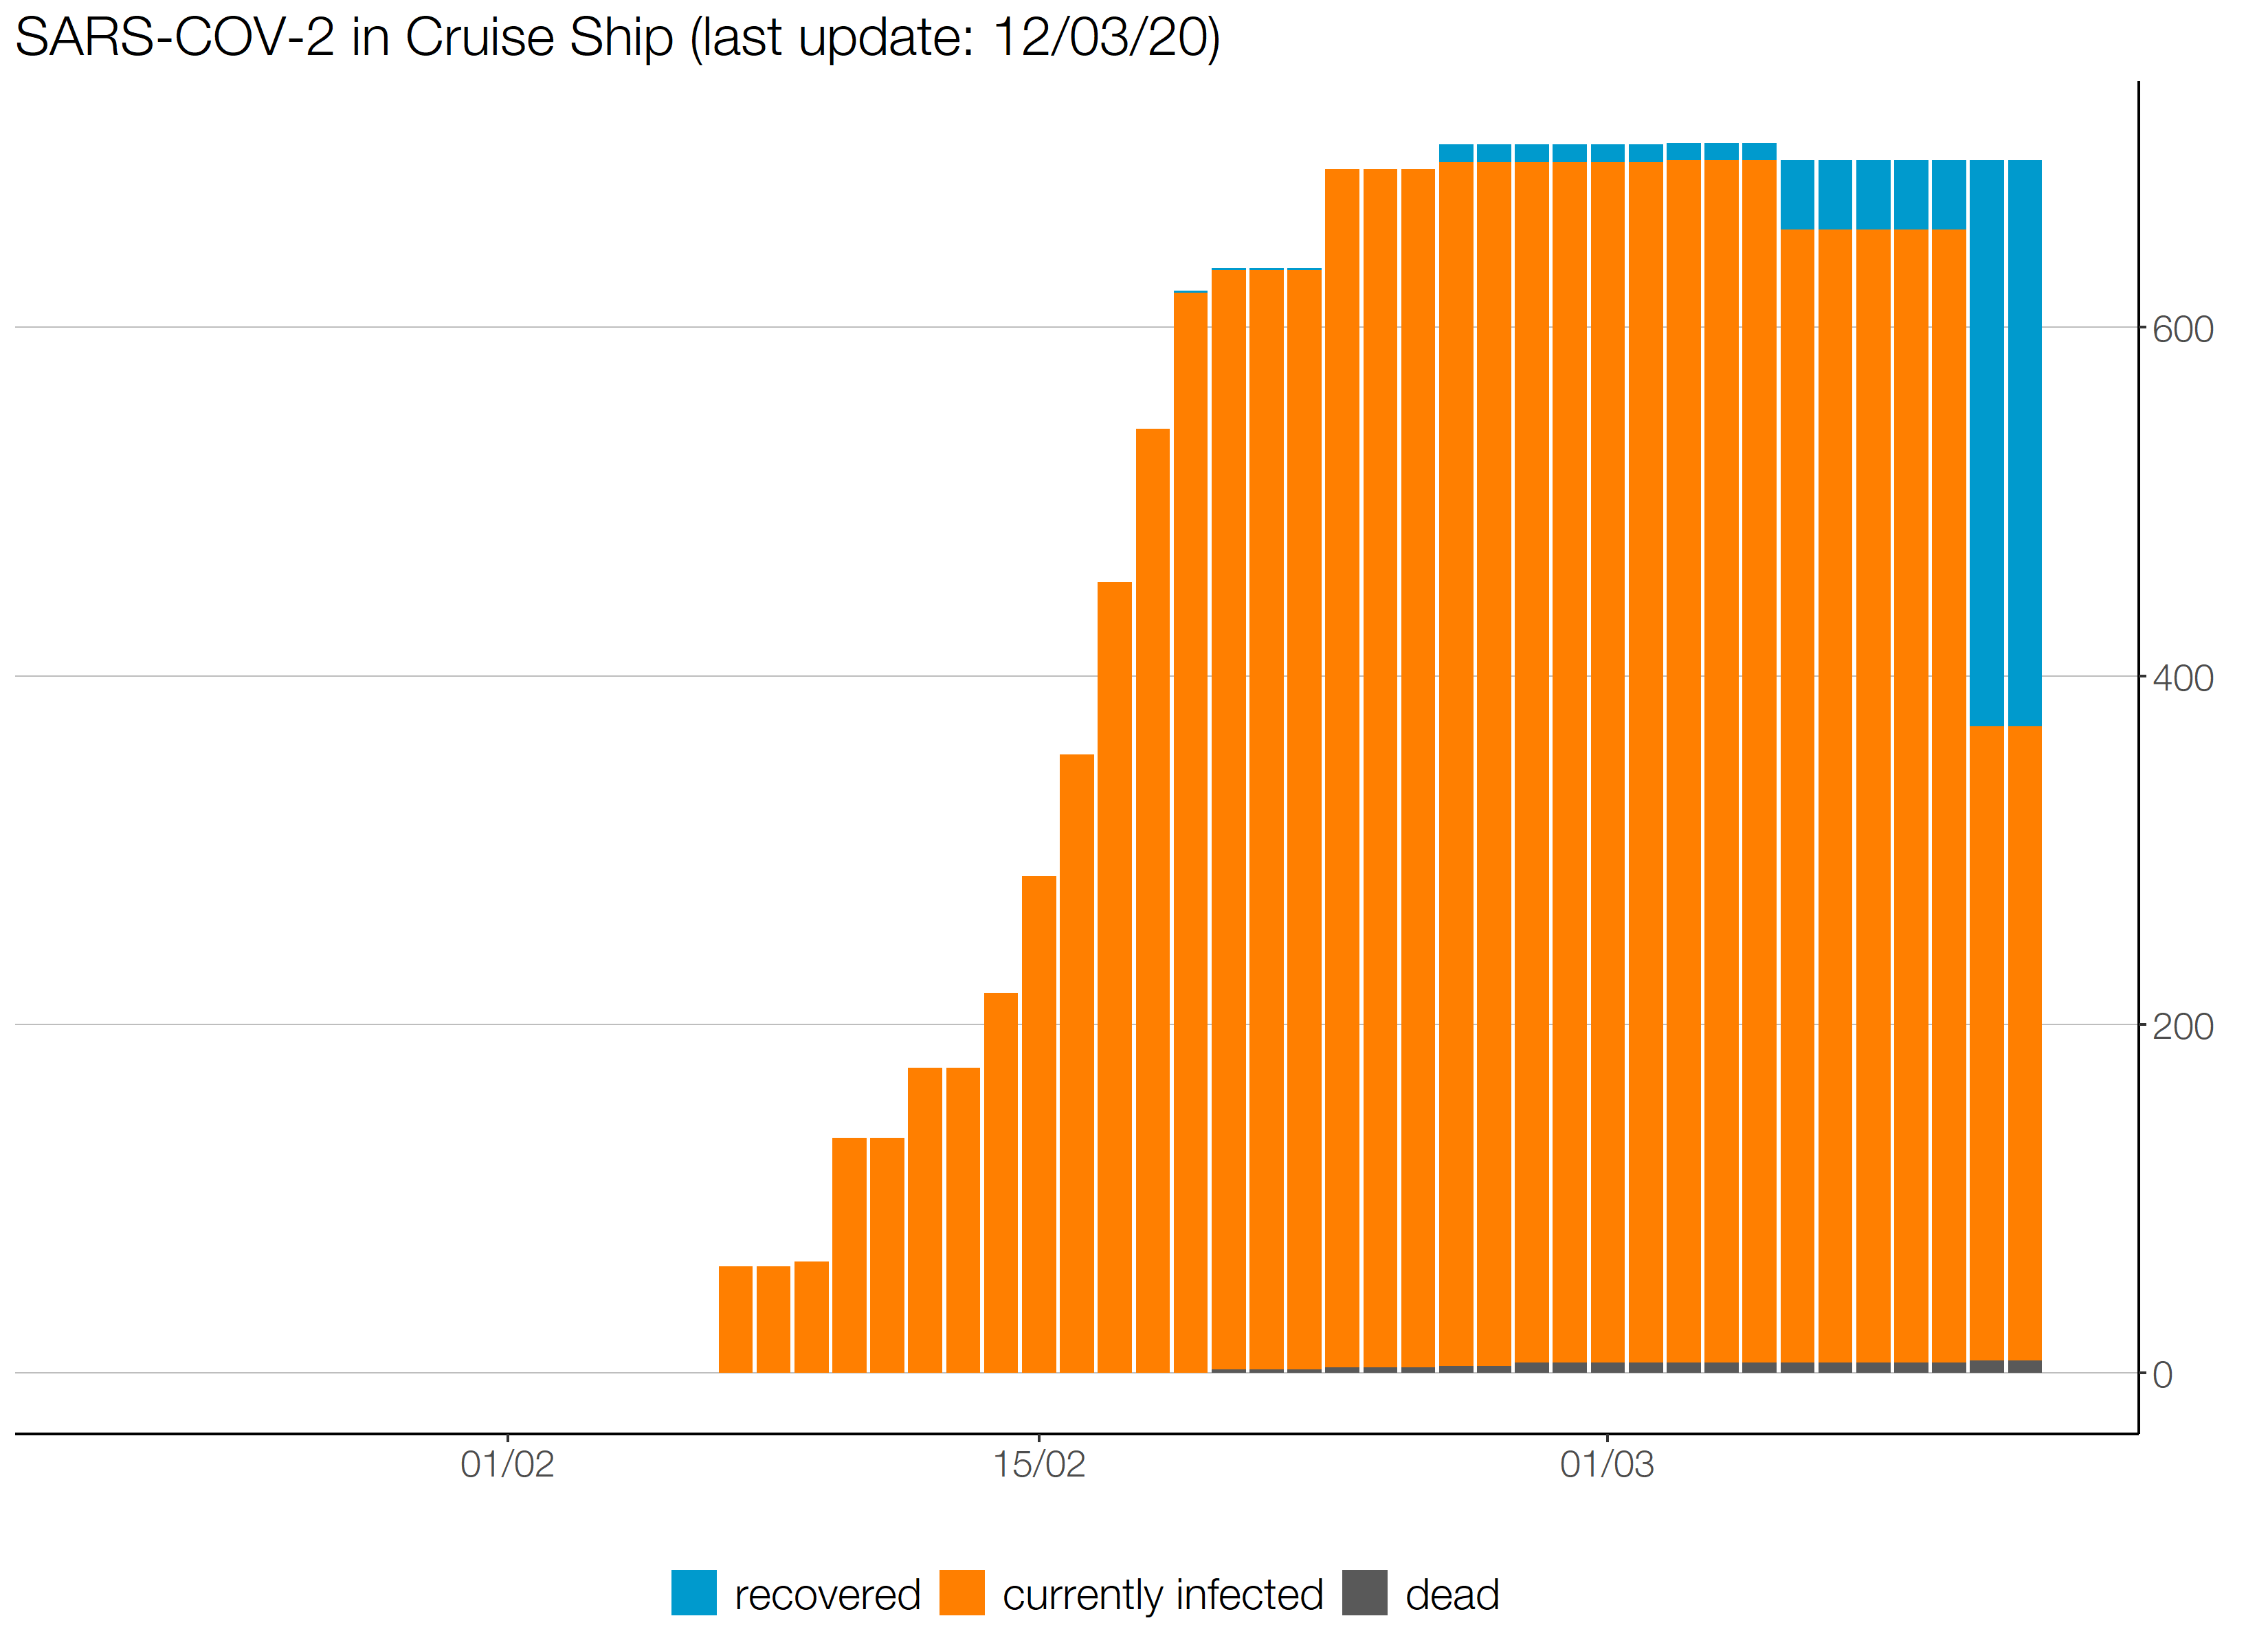 SARS-COV-2 in Cruise Ship (last update: 12/03/20)
600
400
200
0
01/02 15/02 01/03
recovered currently infected dead